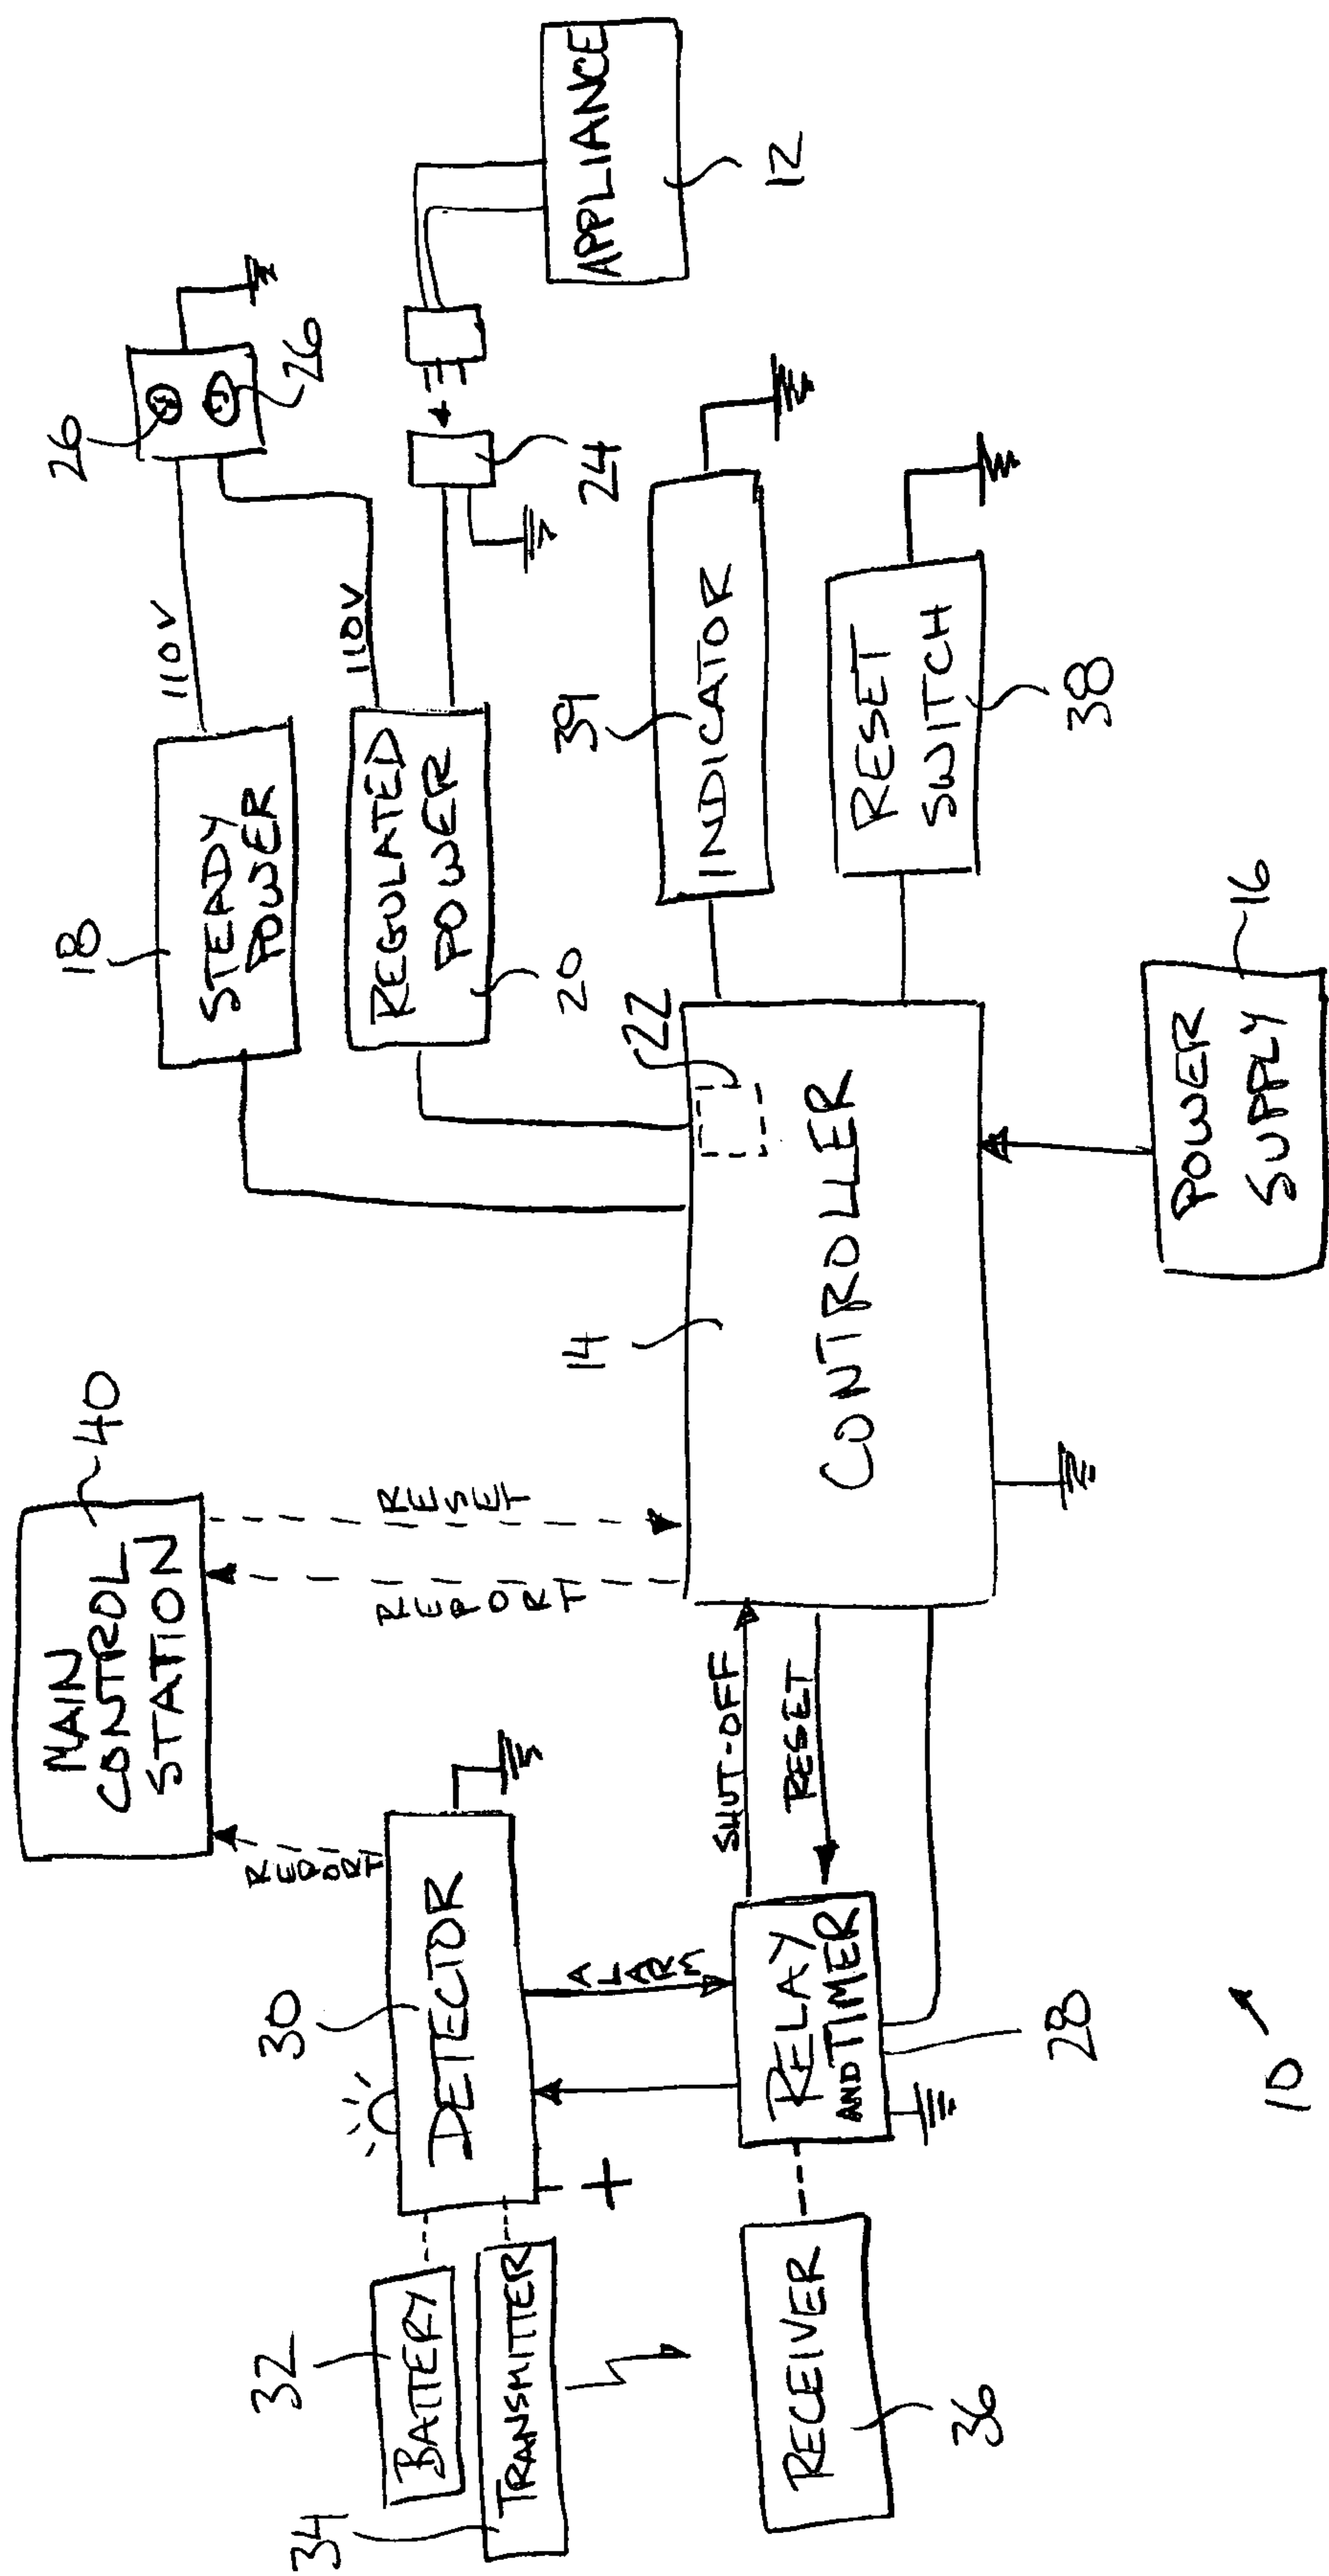 MAIN
CONTROL
STATION
40
REPORT
REPORT
RESET
30
DETECTOR
32
BATTERY
34
TRANSMITTER
ALARM
RECEIVER
36
RELAY
AND TIMER
28
SHUT-OFF
RESET
14
CONTROLLER
22
POWER
SUPPLY
16
18
STEADY
POWER
110V
26
26
REGULATED
POWER
20
110V
24
APPLIANCE
12
39
INDICATOR
RESET
SWITCH
38
10